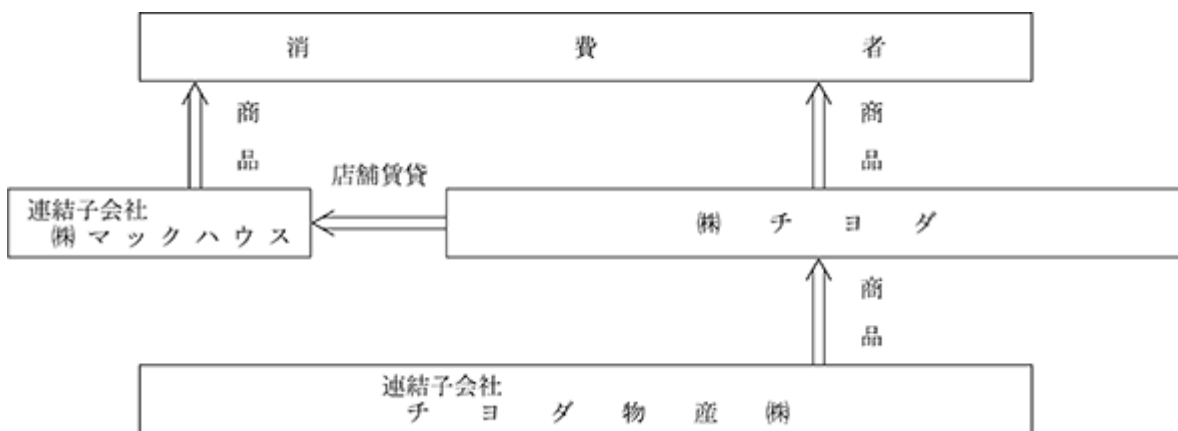 消費者
商品
商品
店舗賃貸
連結子会社
㈱マックハウス
㈱チヨダ
商品
連結子会社
チヨダ物産㈱